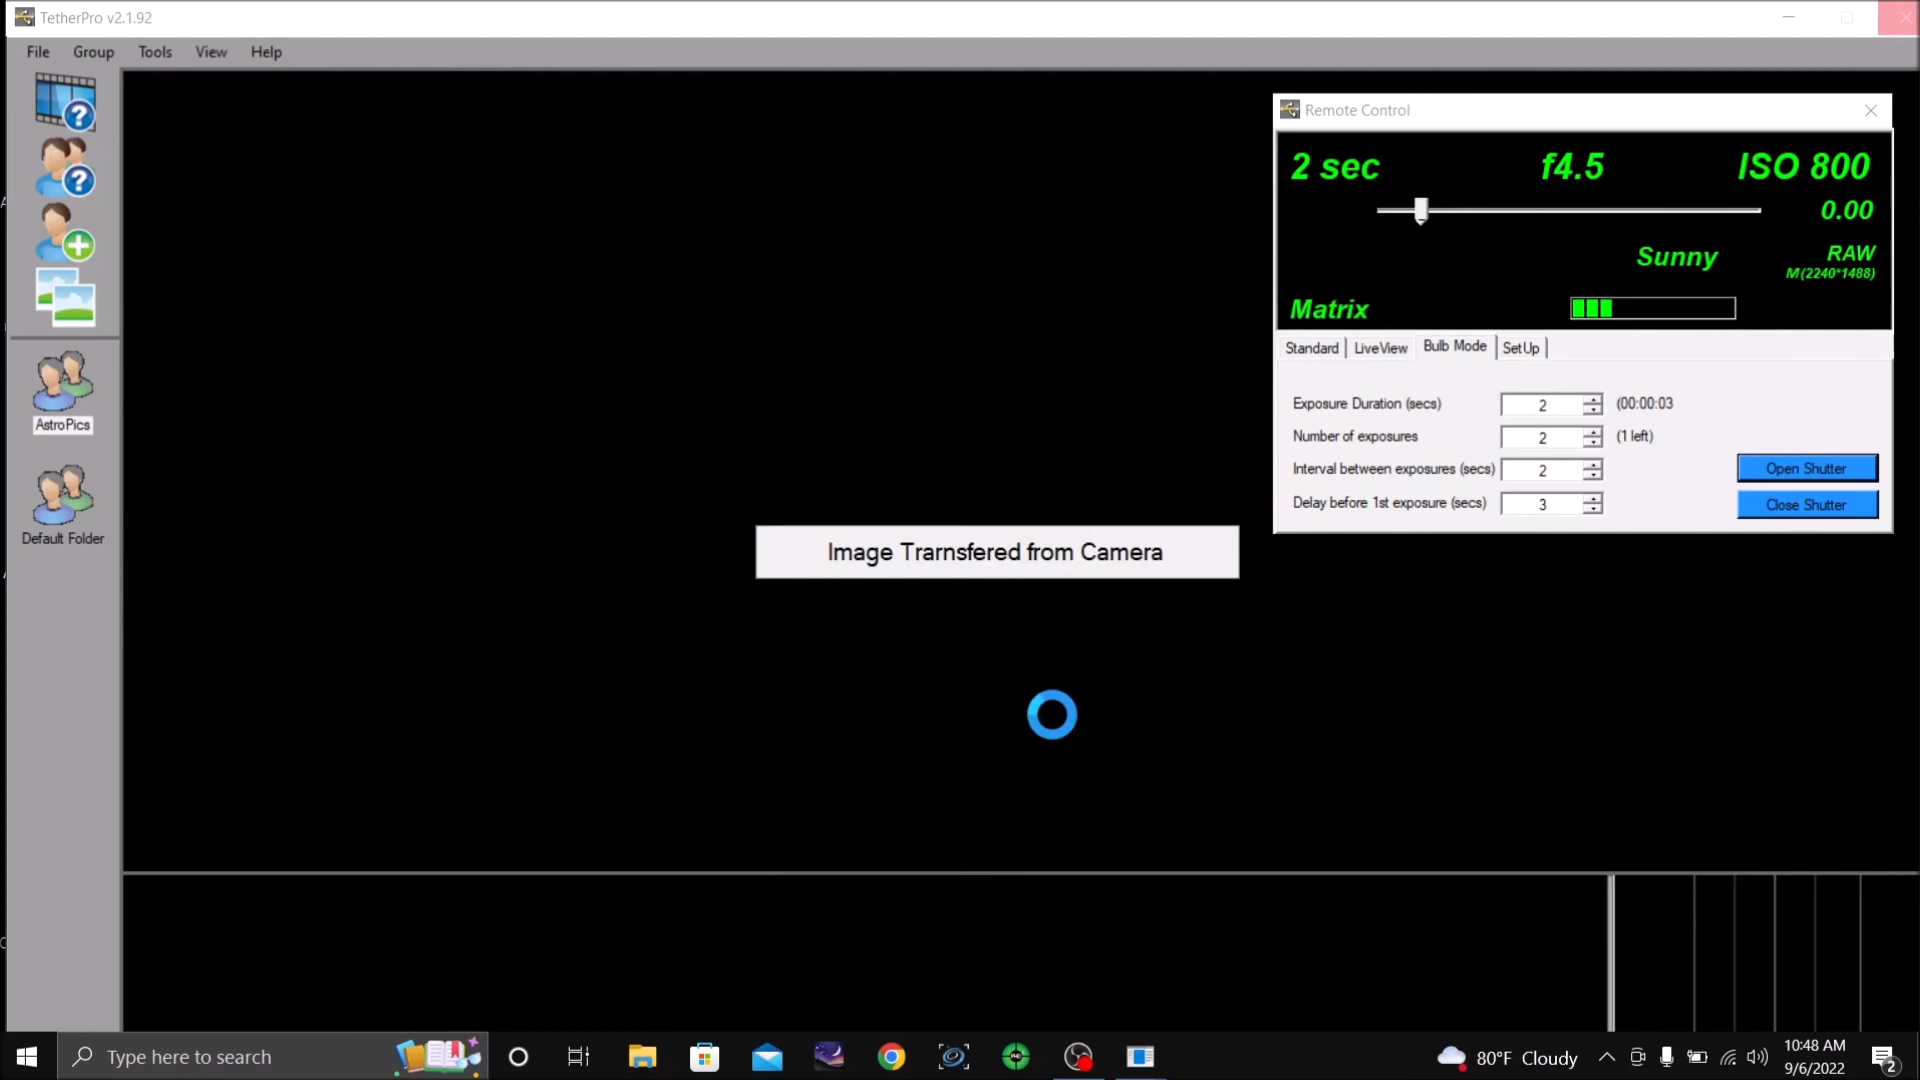 TetherPro v2.1.92
File Group Tools View Help
Remote Control
2 sec f4.5 ISO 800
0.00
Sunny RAW
M(2240*1488)
Matrix
Standard LiveView Bulb Mode SetUp
Exposure Duration (secs) 2 (00:00:03
Number of exposures 2 (1 left)
Interval between exposures (secs) 2 Open Shutter
Delay before 1st exposure (secs) 3 Close Shutter
AstroPics
Default Folder
Image Trarnsfered from Camera
Type here to search
80°F Cloudy
10:48 AM
9/6/2022
2